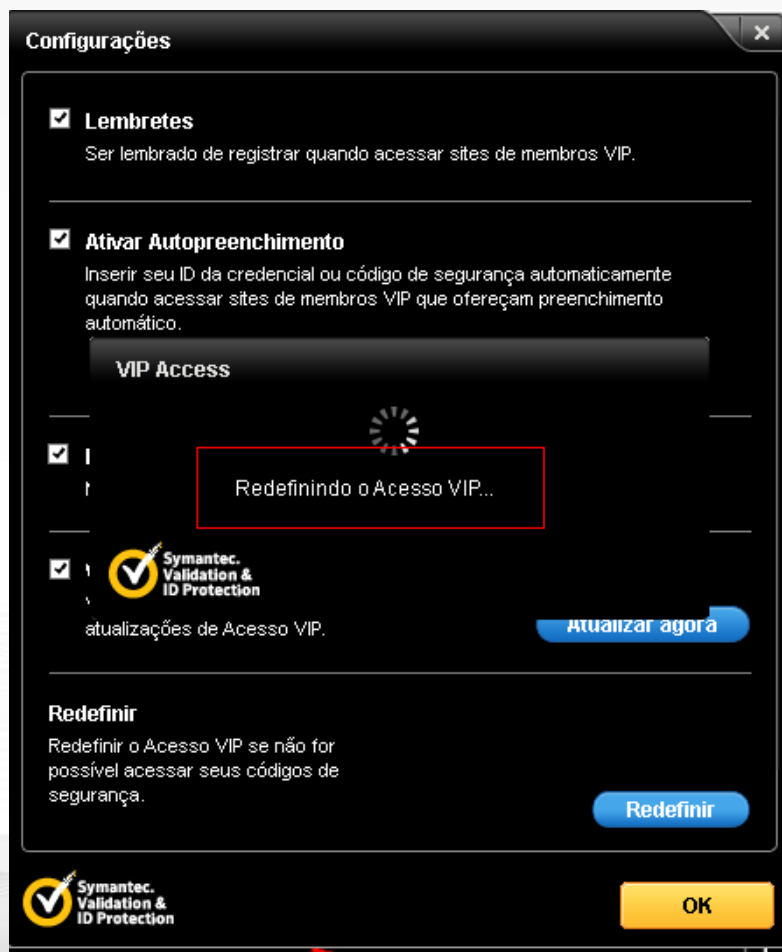 Configurações
Lembretes
Ser lembrado de registrar quando acessar sites de membros VIP.
Ativar Autopreenchimento
Inserir seu ID da credencial ou código de segurança automaticamente
quando acessar sites de membros VIP que ofereçam preenchimento
automático.
VIP Access
Redefinindo o Acesso VIP...
Symantec.
Validation &
ID Protection
atualizações de Acesso VIP.
Atualizar agora
Redefinir
Redefinir o Acesso VIP se não for
possível acessar seus códigos de
segurança.
Redefinir
Symantec.
Validation &
ID Protection
OK